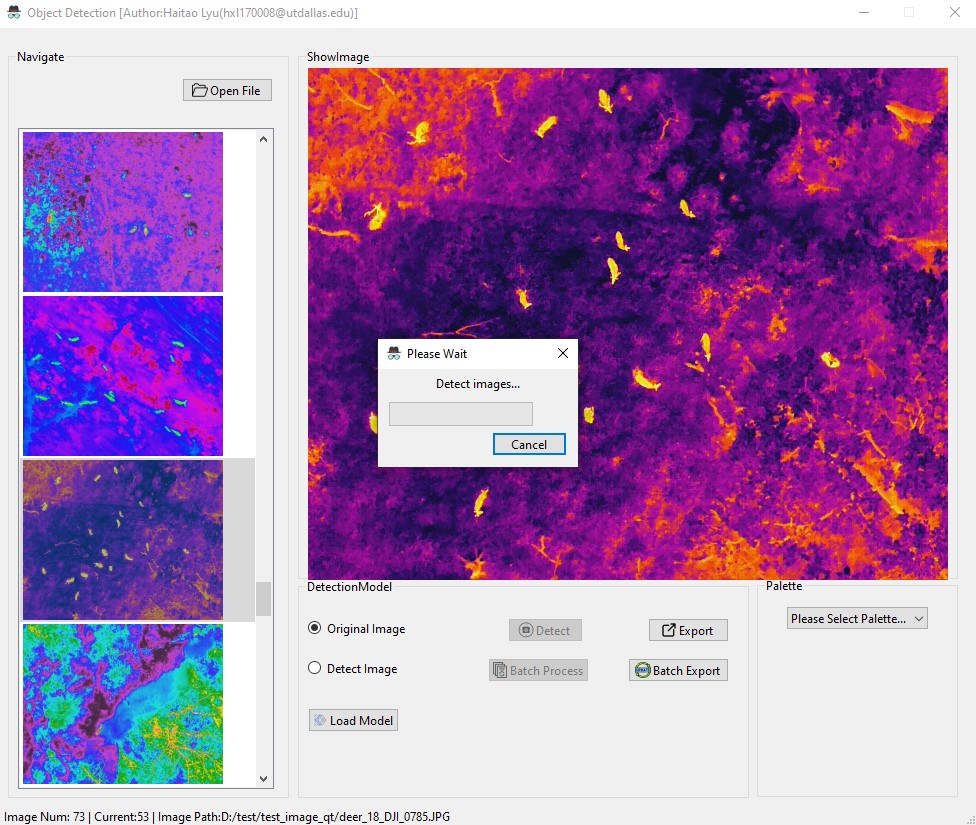 Object Detection [Author:Haitao Lyu(hxl170008@utdallas.edu)]
Navigate
Open File
ShowImage
Please Wait
Detect images...
Cancel
DetectionModel
Original Image
Detect
Export
Detect Image
Batch Process
Batch Export
Load Model
Palette
Please Select Palette...
Image Num: 73 | Current:53 | Image Path:D:/test/test_image_qt/deer_18_DJI_0785.JPG